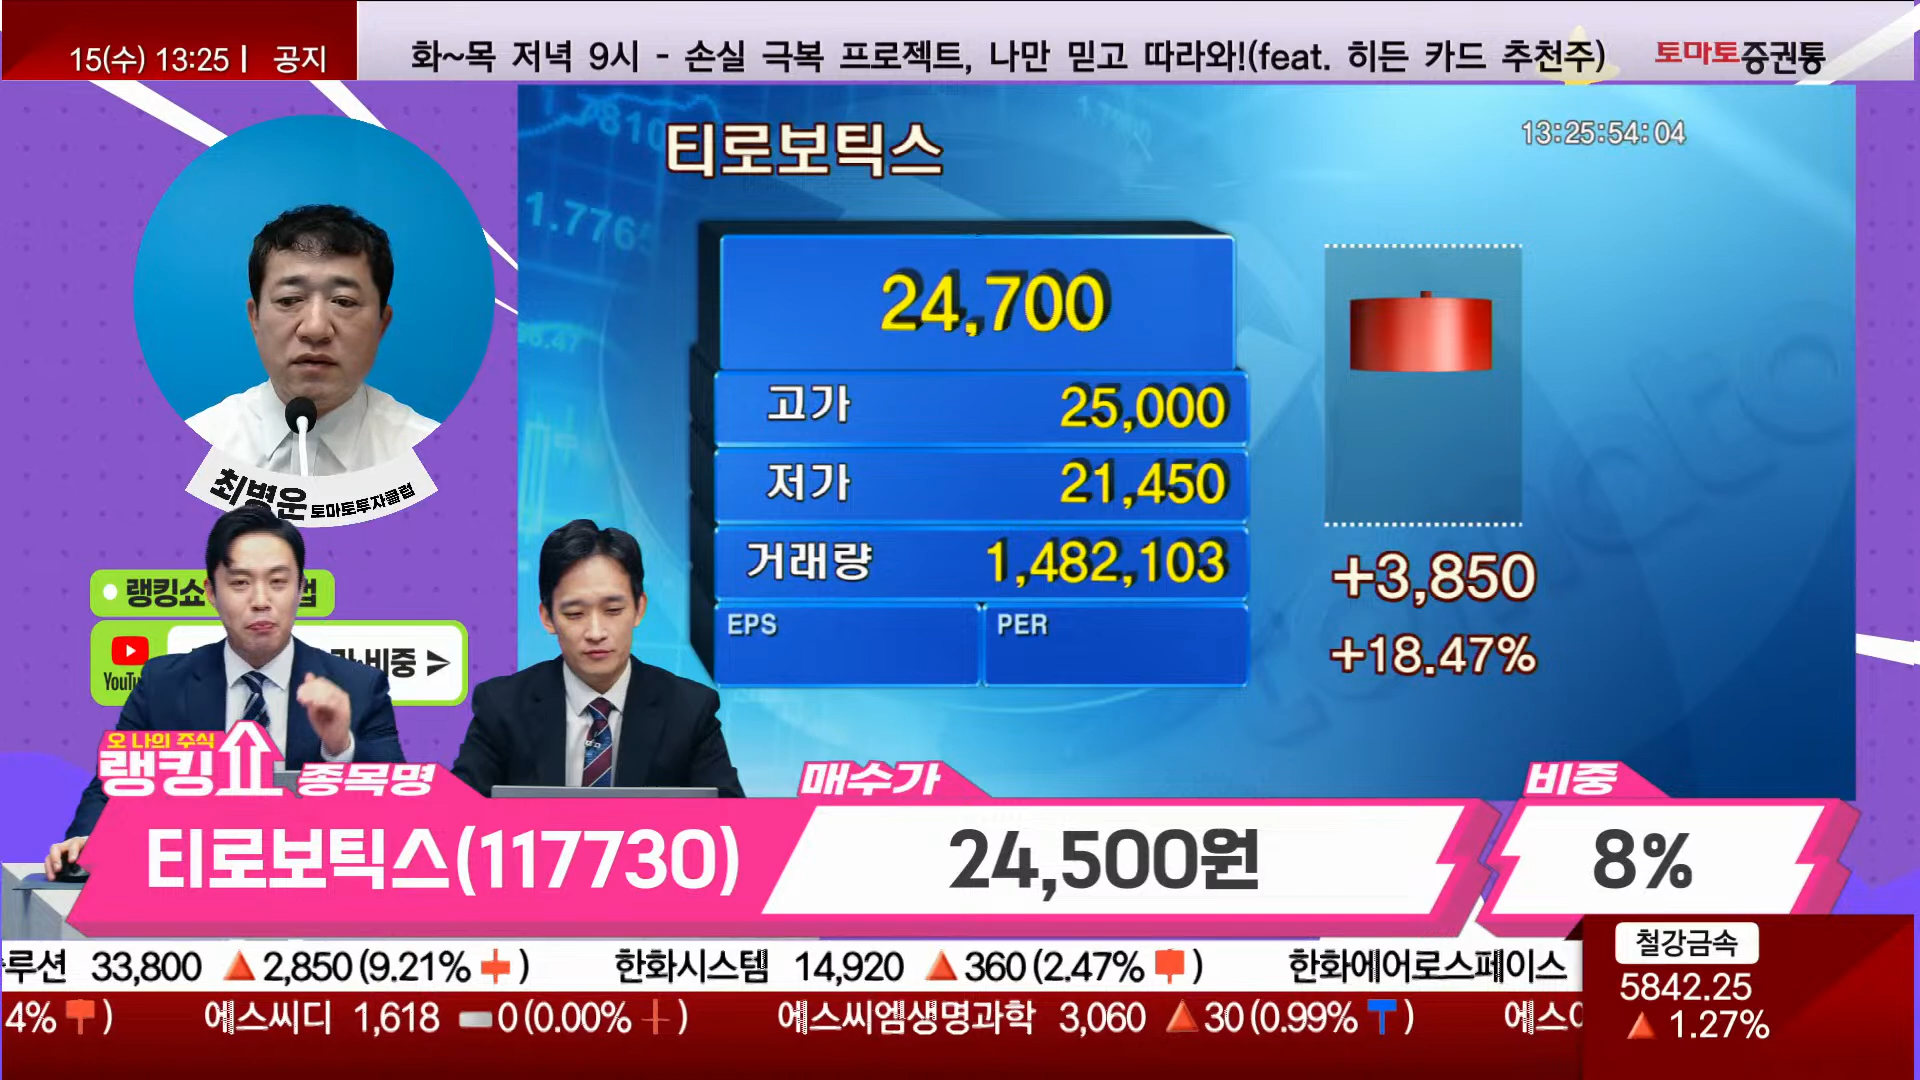 15(수) 13:25 | 공지
화~목 저녁 9시 - 손실 극복 프로젝트, 나만 믿고 따라와!(feat. 히든 카드 추천주)
토마토증권통
티로보틱스
13:25:54:04
24,700
고가 25,000
저가 21,450
거래량 1,482,103
EPS PER
+3,850
+18.47%
최병운 토마토투자클럽
랭킹쇼
YouTu
비중
오 나의 주식
랭킹쇼
종목명 매수가 비중
티로보틱스(117730) 24,500원 8%
루션 33,800 ▲2,850(9.21% ) 한화시스템 14,920 ▲360(2.47% ) 한화에어로스페이스
4% ) 에스씨디 1,618 0(0.00% ) 에스씨엠생명과학 3,060 ▲30(0.99% ) 에스
철강금속
5842.25
▲ 1.27%